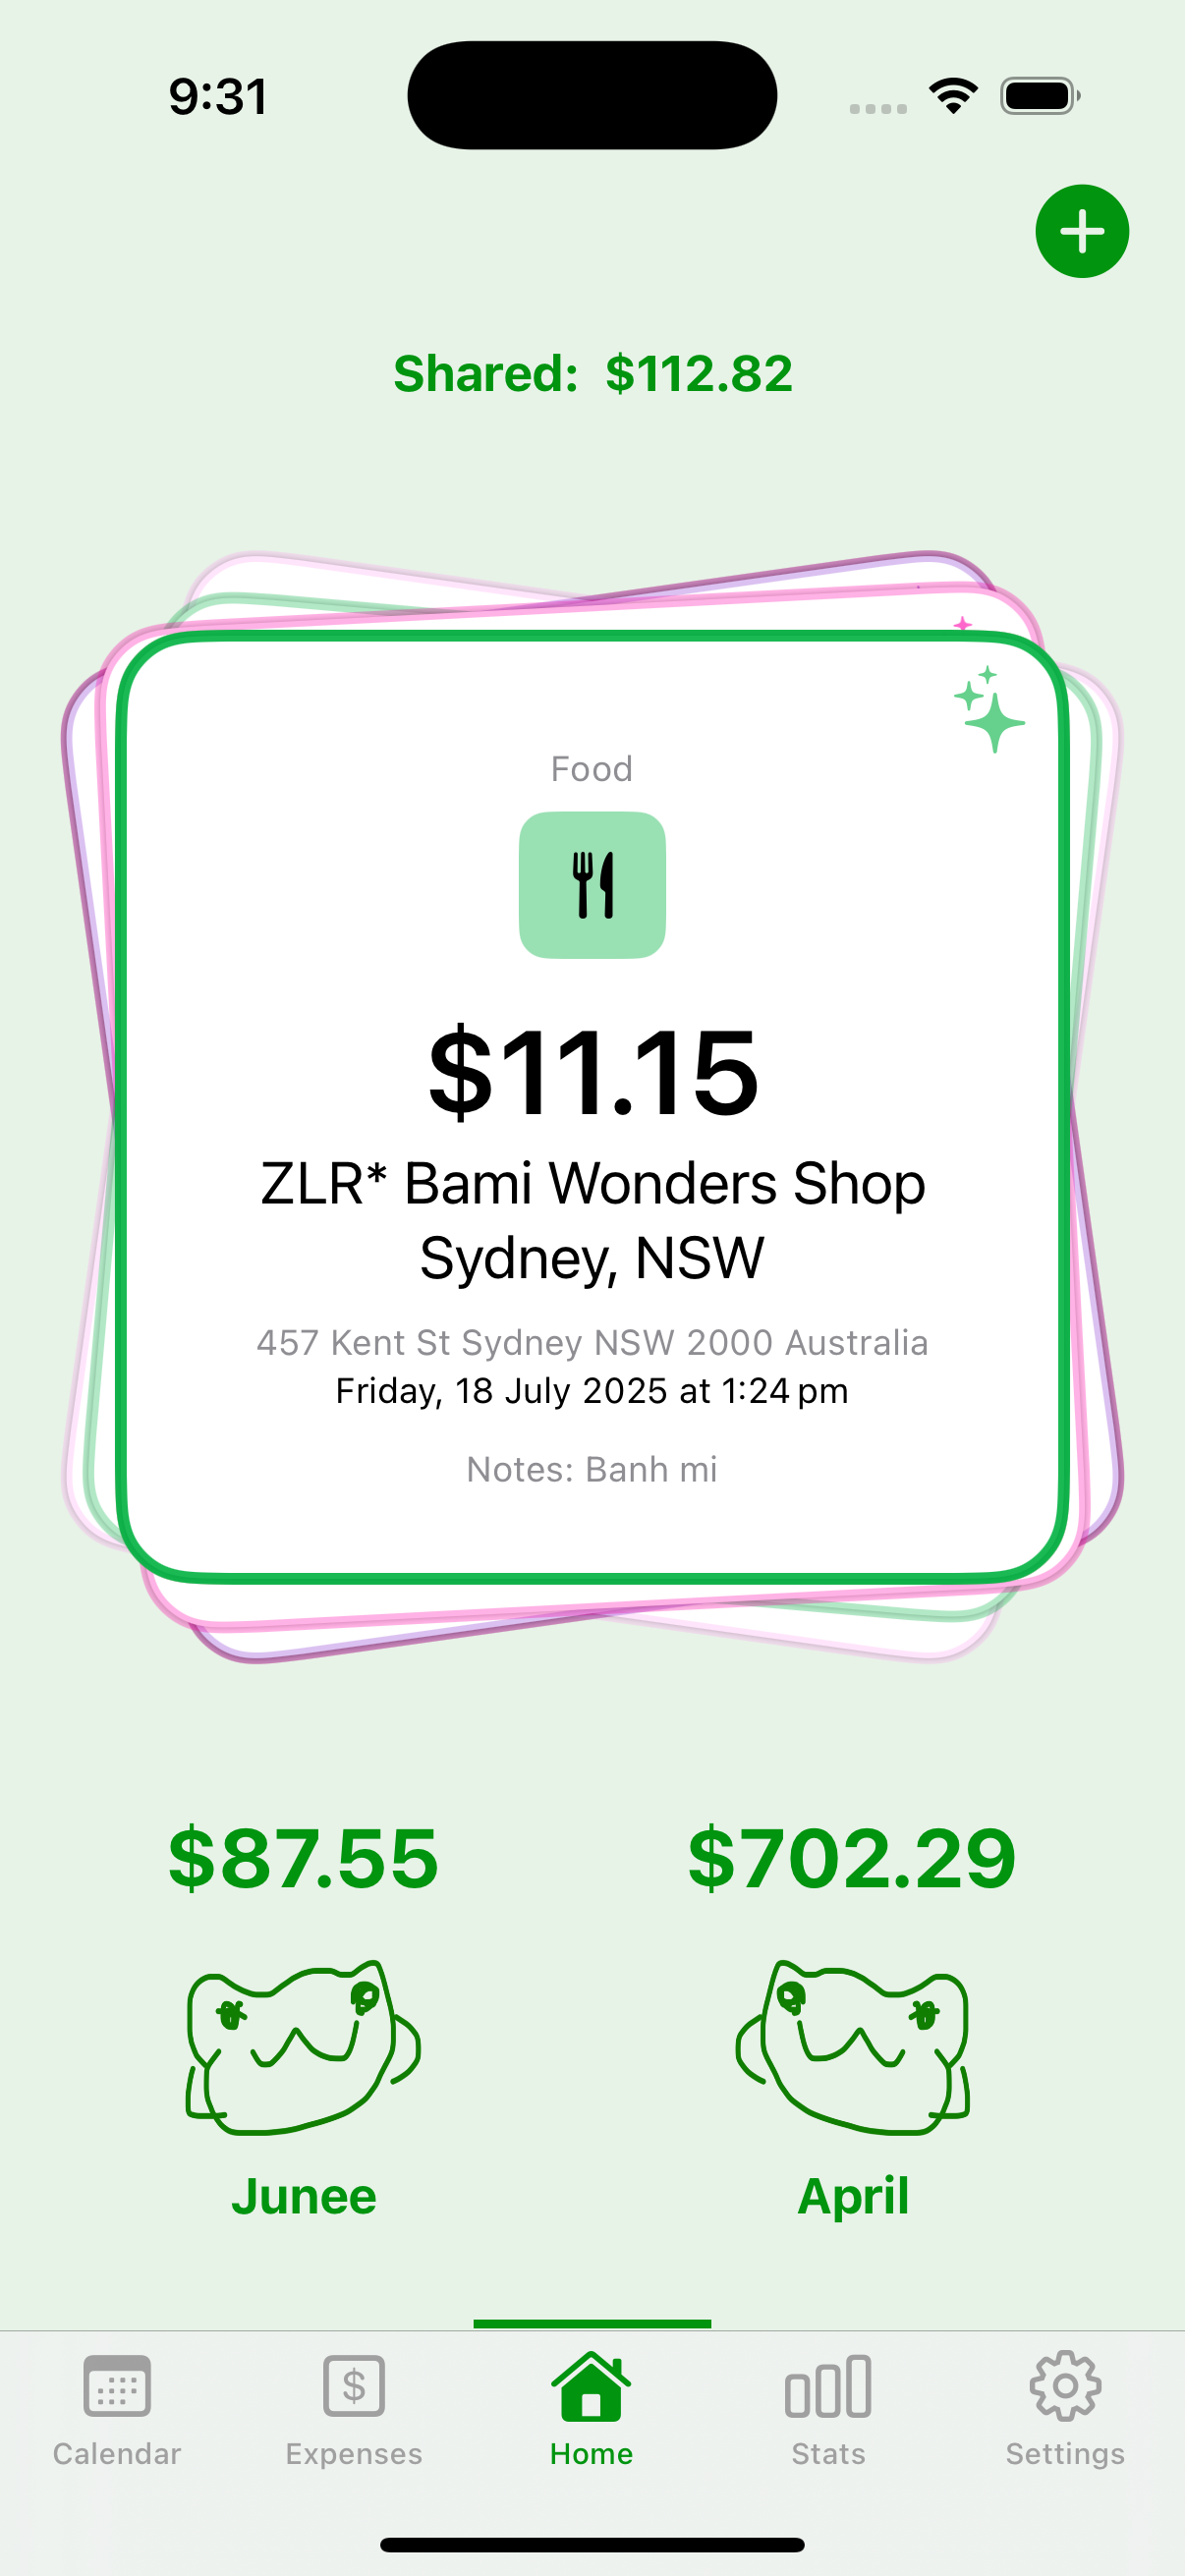 9:31
Shared: $112.82
Food
$11.15
ZLR* Bami Wonders Shop
Sydney, NSW
457 Kent St Sydney NSW 2000 Australia
Friday, 18 July 2025 at 1:24 pm
Notes: Banh mi
$87.55
$702.29
Junee
April
Calendar
Expenses
Home
Stats
Settings